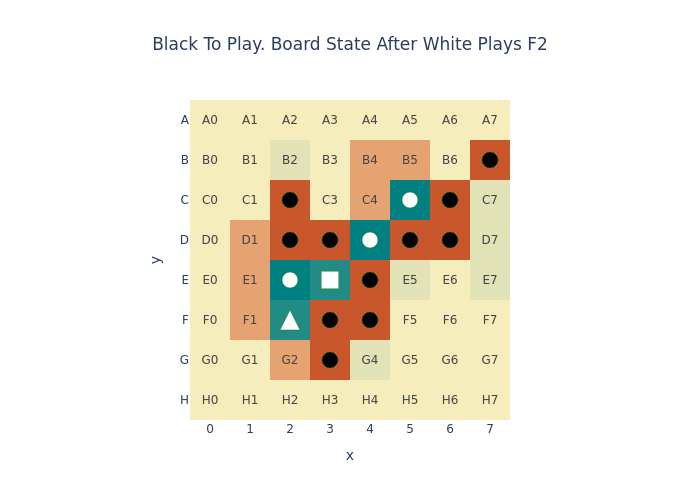 Black To Play. Board State After White Plays F2
A A0 A1 A2 A3 A4 A5 A6 A7
B B0 B1 B2 B3 B4 B5 B6
C C0 C1 C3 C4 C7
D D0 D1 D7
E E0 E1 E5 E6 E7
F F0 F1 F5 F6 F7
G G0 G1 G2 G4 G5 G6 G7
H H0 H1 H2 H3 H4 H5 H6 H7
0 1 2 3 4 5 6 7
x
y